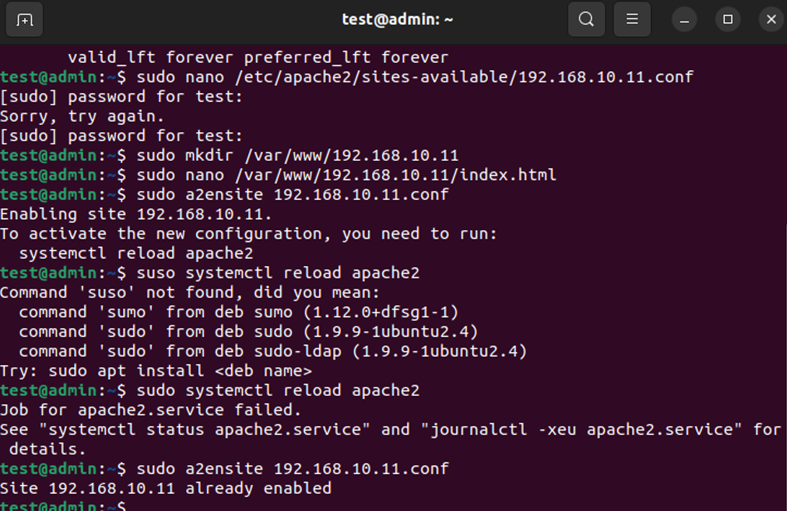 test@admin: ~
valid_lft forever preferred_lft forever
test@admin:~$ sudo nano /etc/apache2/sites-available/192.168.10.11.conf
[sudo] password for test:
Sorry, try again.
[sudo] password for test:
test@admin:~$ sudo mkdir /var/www/192.168.10.11
test@admin:~$ sudo nano /var/www/192.168.10.11/index.html
test@admin:~$ sudo a2ensite 192.168.10.11.conf
Enabling site 192.168.10.11.
To activate the new configuration, you need to run:
systemctl reload apache2
test@admin:~$ suso systemctl reload apache2
Command 'suso' not found, did you mean:
command 'sumo' from deb sumo (1.12.0+dfsg1-1)
command 'sudo' from deb sudo (1.9.9-1ubuntu2.4)
command 'sudo' from deb sudo-ldap (1.9.9-1ubuntu2.4)
Try: sudo apt install <deb name>
test@admin:~$ sudo systemctl reload apache2
Job for apache2.service failed.
See "systemctl status apache2.service" and "journalctl -xeu apache2.service" for
details.
test@admin:~$ sudo a2ensite 192.168.10.11.conf
Site 192.168.10.11 already enabled
test@admin:~$